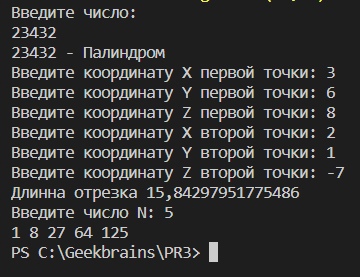 Введите число:
23432
23432 - Палиндром
Введите координату X первой точки: 3
Введите координату Y первой точки: 6
Введите координату Z первой точки: 8
Введите координату X второй точки: 2
Введите координату Y второй точки: 1
Введите координату Z второй точки: -7
Длинна отрезка 15,84297951775486
Введите число N: 5
1 8 27 64 125
PS C:\Geekbrains\PR3>